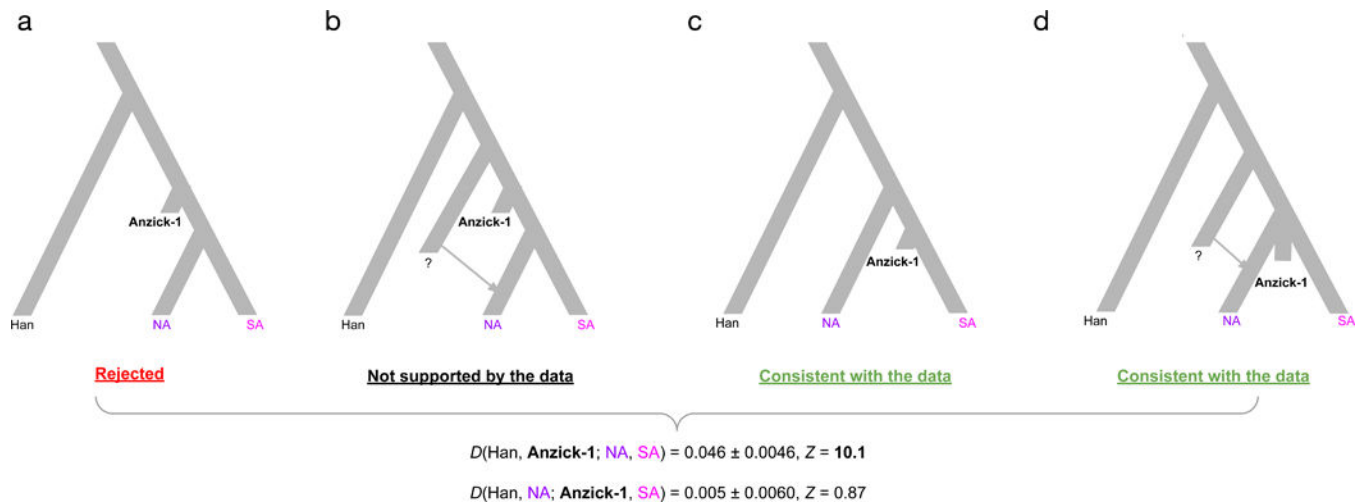 a b c d
Anzick-1 Anzick-1 ? Anzick-1 ? Anzick-1
Han NA SA Han NA SA Han NA SA Han NA SA
Rejected Not supported by the data Consistent with the data Consistent with the data
D(Han, Anzick-1; NA, SA) = 0.046 ± 0.0046, Z = 10.1
D(Han, NA; Anzick-1, SA) = 0.005 ± 0.0060, Z = 0.87